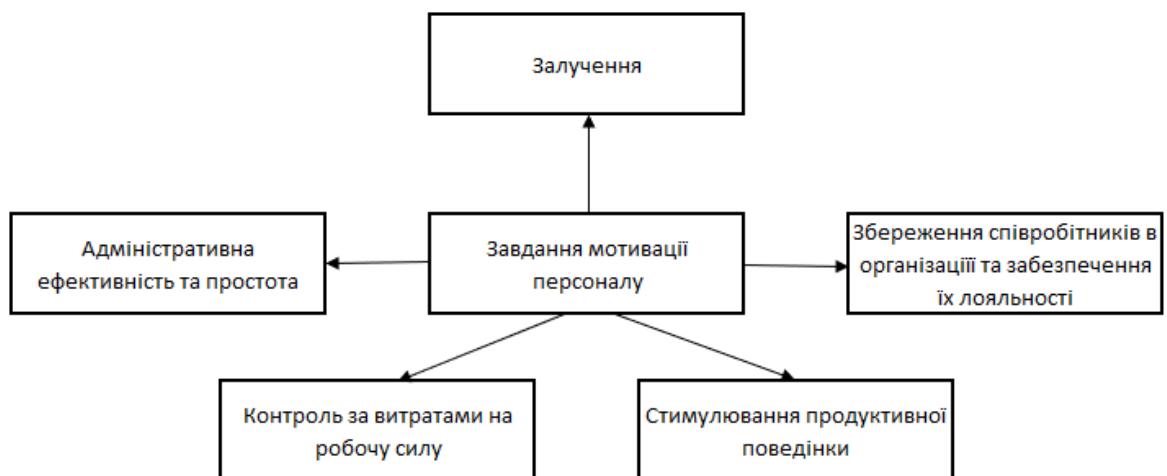 Залучення
Адміністративна
ефективність та простота
Завдання мотивації
персоналу
Збереження співробітників в
організаціїї та забезпечення
їх лояльності
Контроль за витратами на
робочу силу
Стимулювання продуктивної
поведінки